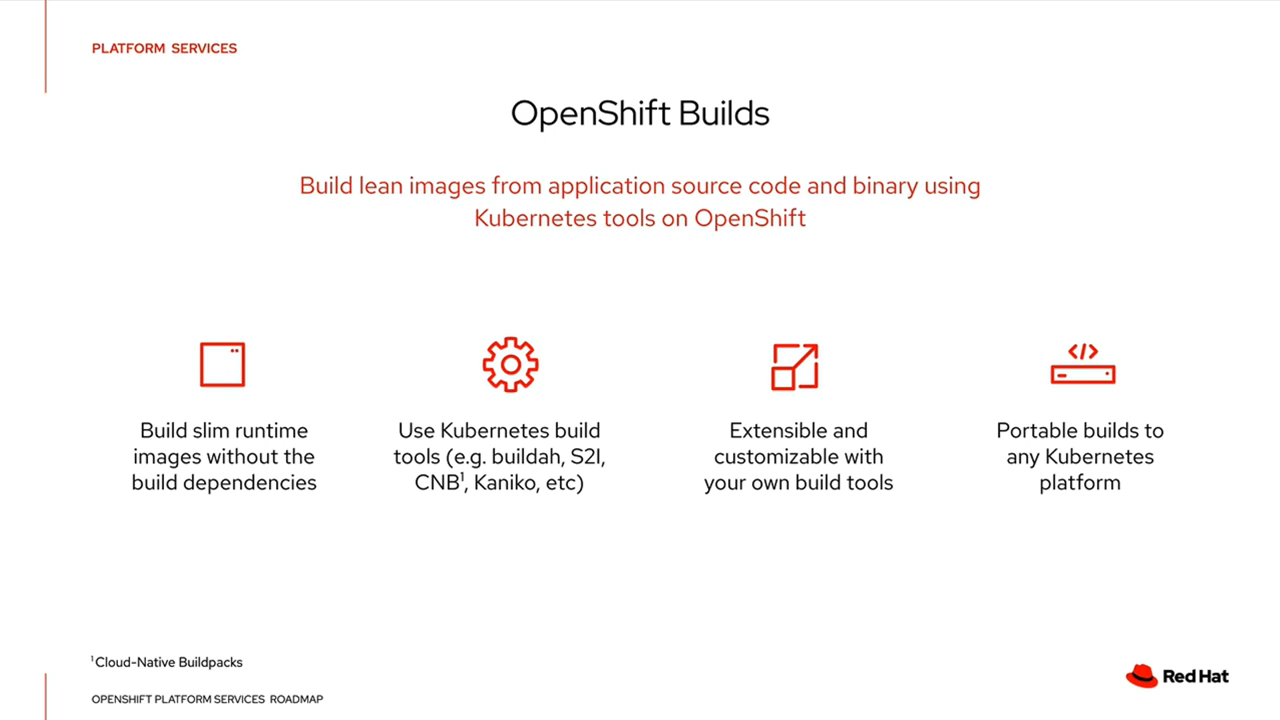 PLATFORM SERVICES
OpenShift Builds
Build lean images from application source code and binary using
Kubernetes tools on OpenShift
Build slim runtime
images without the
build dependencies
Use Kubernetes build
tools (e.g. buildah, S2I,
CNB¹, Kaniko, etc)
Extensible and
customizable with
your own build tools
</>
Portable builds to
any Kubernetes
platform
¹ Cloud-Native Buildpacks
OPENSHIFT PLATFORM SERVICES ROADMAP
Red Hat